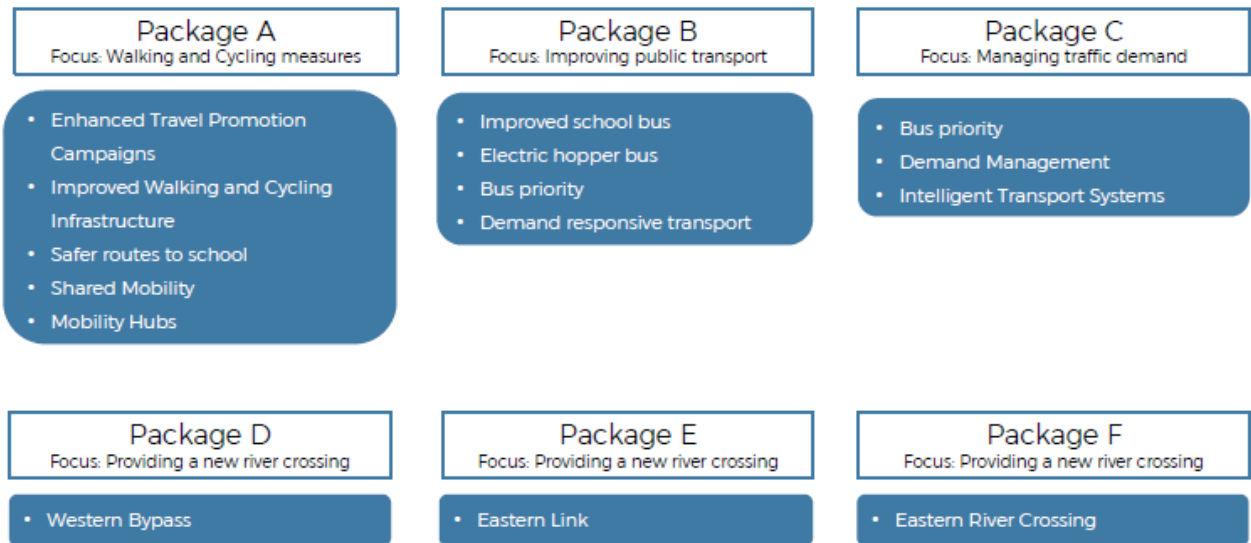 Package A
Focus: Walking and Cycling measures
• Enhanced Travel Promotion
Campaigns
• Improved Walking and Cycling
Infrastructure
• Safer routes to school
• Shared Mobility
• Mobility Hubs
Package B
Focus: Improving public transport
• Improved school bus
• Electric hopper bus
• Bus priority
• Demand responsive transport
Package C
Focus: Managing traffic demand
• Bus priority
• Demand Management
• Intelligent Transport Systems
Package D
Focus: Providing a new river crossing
• Western Bypass
Package E
Focus: Providing a new river crossing
• Eastern Link
Package F
Focus: Providing a new river crossing
• Eastern River Crossing